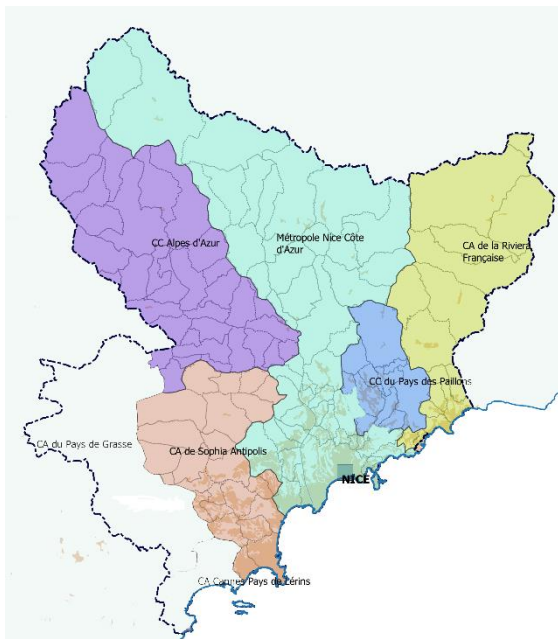 CC Alpes d'Azur
Métropole Nice Côte
d'Azur
CA de la Riviera
Française
CC du Pays des Paillons
CA du Pays de Grasse
CA de Sophia Antipolis
NICE
CA Cannes Pays de Lérins